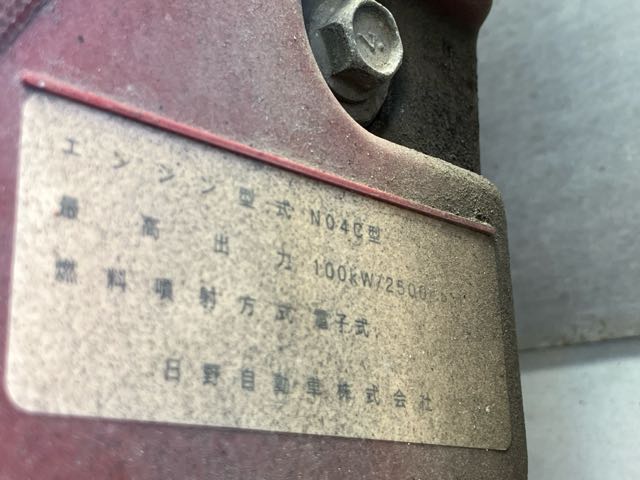 エンジン型式 N04C型
最高出力 100kW/2500
燃料噴射方式 電子式
日野自動車株式会社